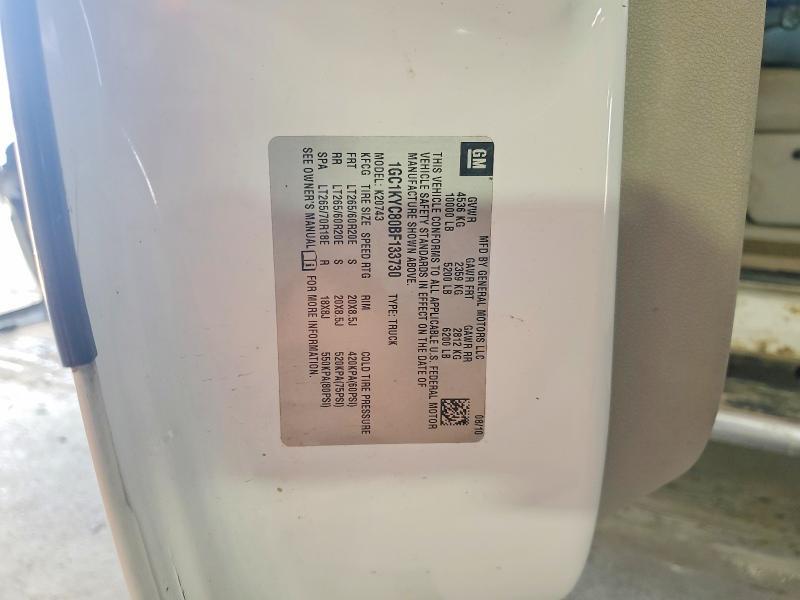 GM
MFD BY GENERAL MOTORS LLC
08/10
GVWR GAWR FRT GAWR RR
4536 KG 2359 KG 2812 KG
10000 LB 5200 LB 6200 LB
THIS VEHICLE CONFORMS TO ALL APPLICABLE U.S. FEDERAL MOTOR
VEHICLE SAFETY STANDARDS IN EFFECT ON THE DATE OF
MANUFACTURE SHOWN ABOVE.
1GC1KYC80BF133730 TYPE: TRUCK
MODEL: K20743
KFCG TIRE SIZE SPEED RTG RIM COLD TIRE PRESSURE
FRT LT265/60R20E S 20X8.5J 420KPA(60PSI)
RR LT265/60R20E S 20X8.5J 520KPA(75PSI)
SPA LT265/70R18E R 18X8J 550KPA(80PSI)
SEE OWNER'S MANUAL i FOR MORE INFORMATION.